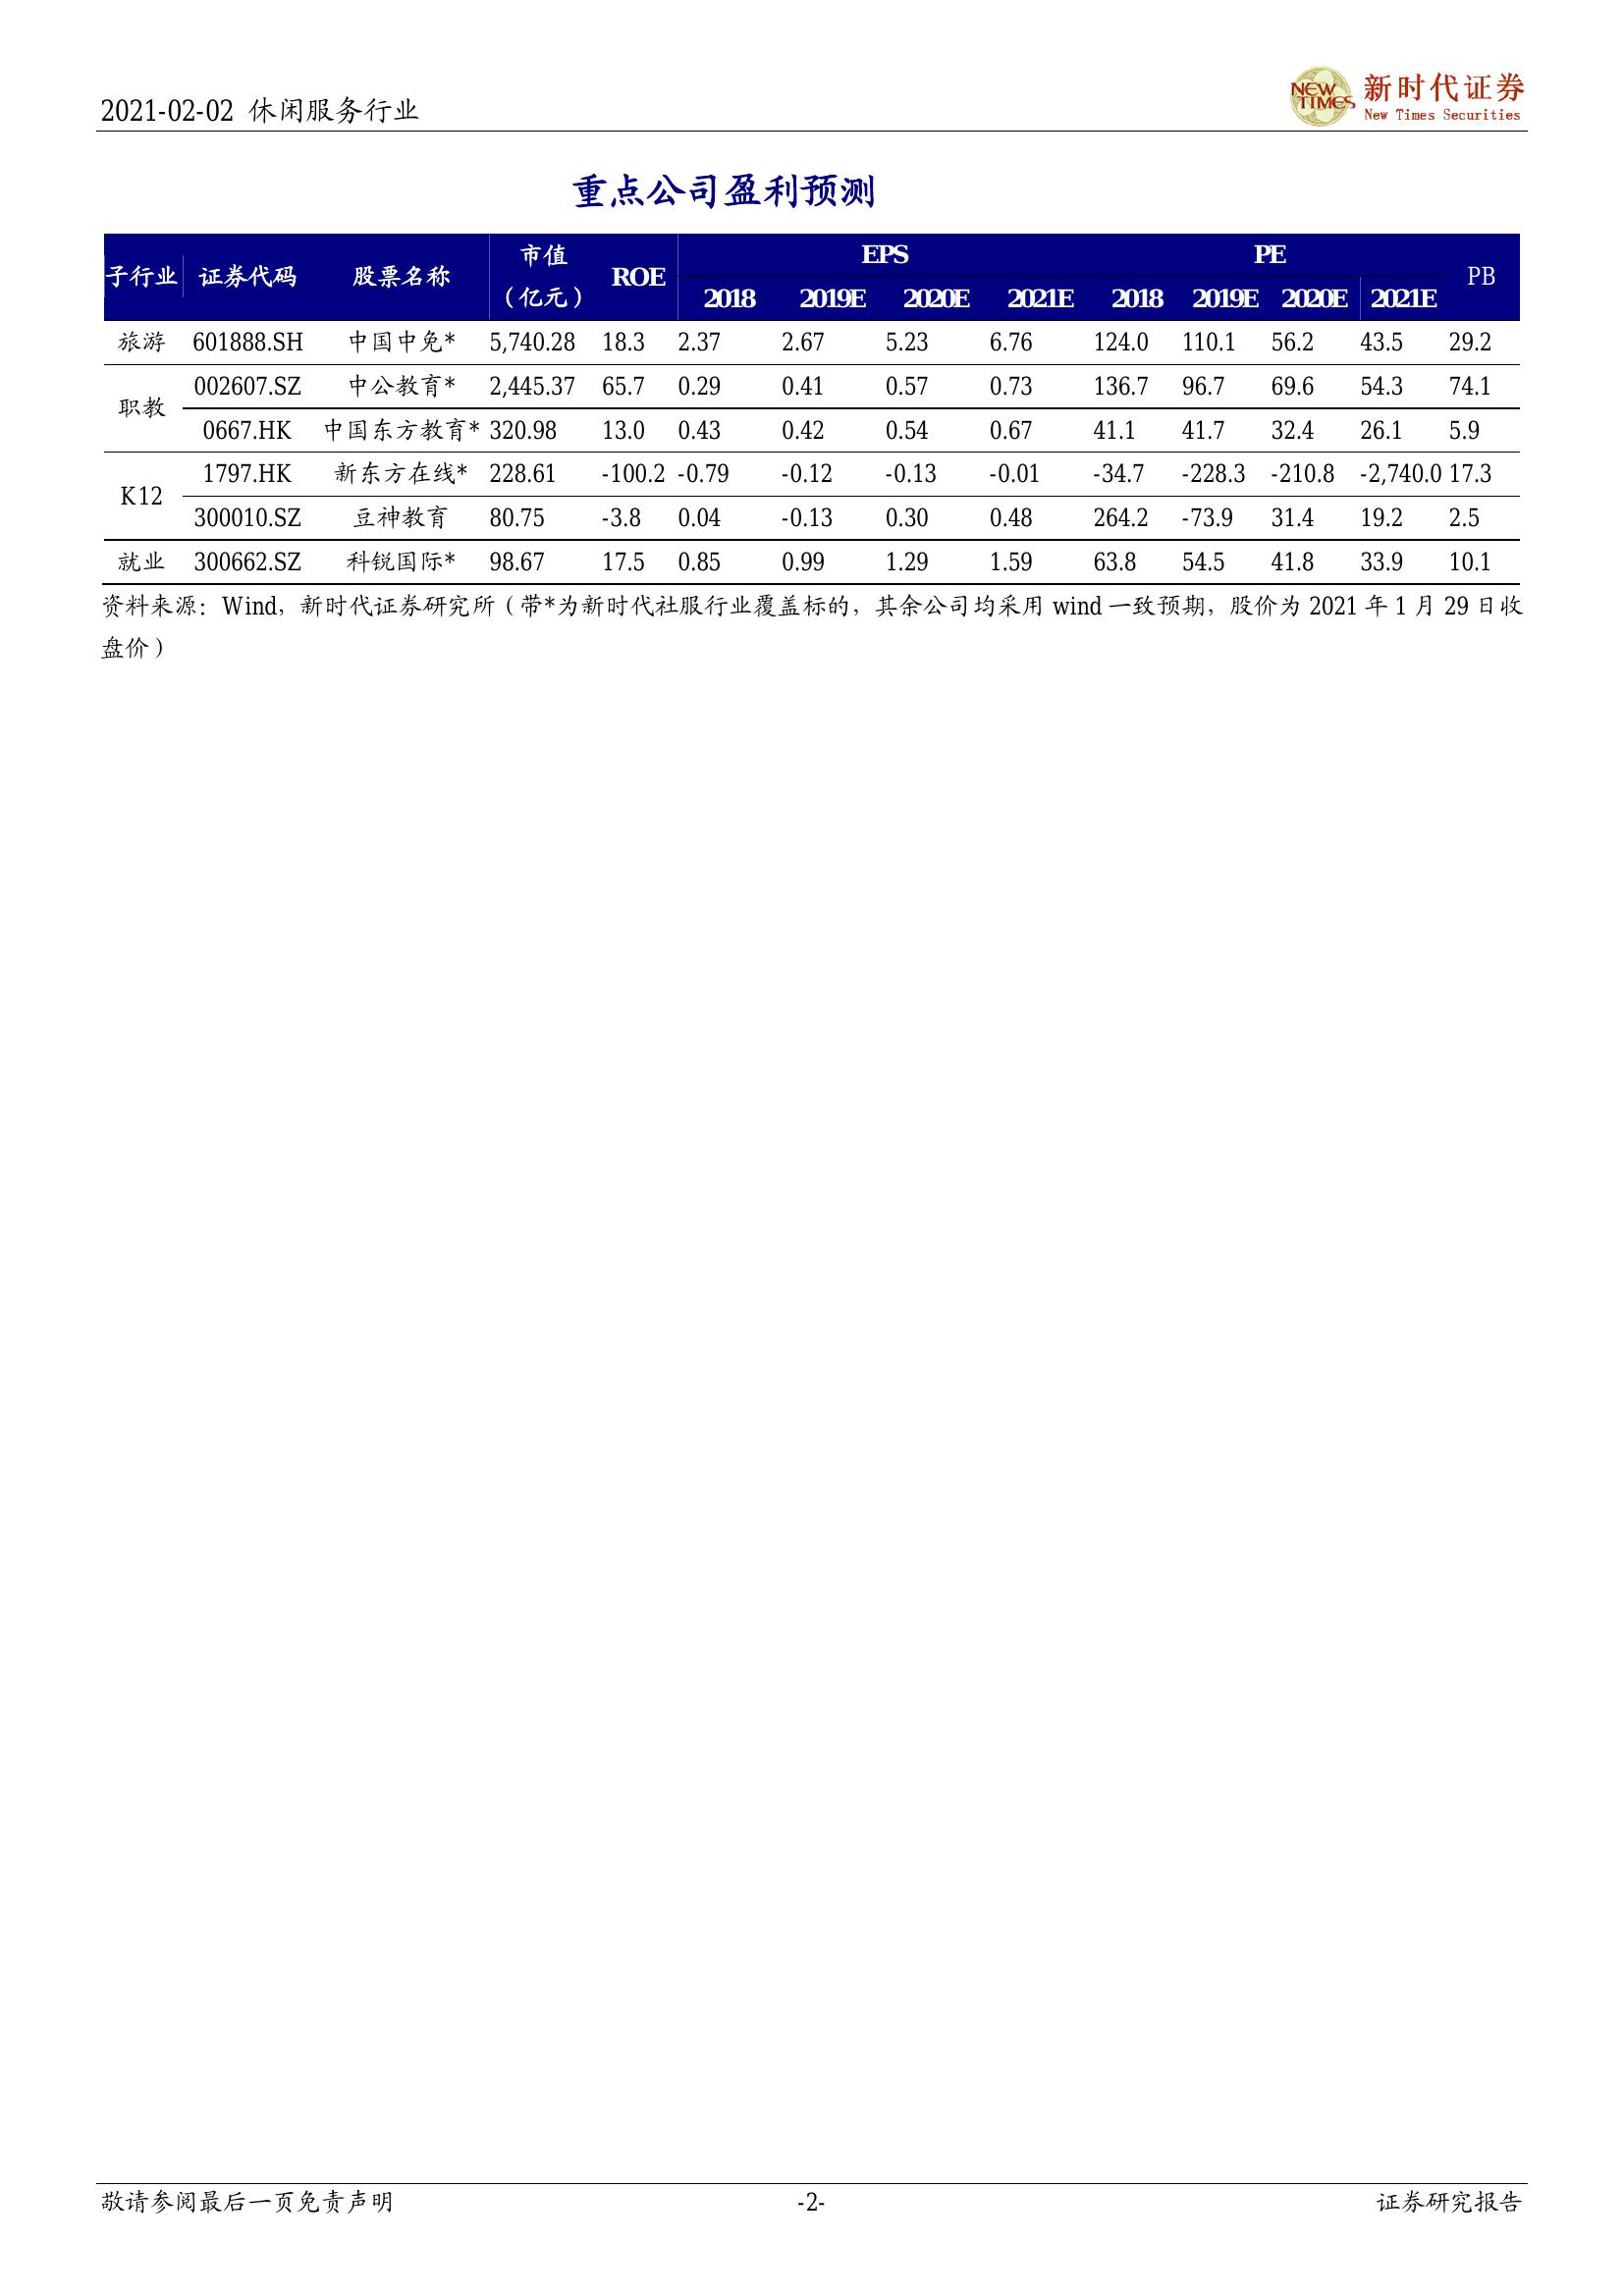 2021-02-02 休闲服务行业
NEW TIMES 新时代证券
New Times Securities
重点公司盈利预测
子行业 证券代码 股票名称 市值（亿元） ROE EPS PE PB
2018 2019E 2020E 2021E 2018 2019E 2020E 2021E
旅游 601888.SH 中国中免* 5,740.28 18.3 2.37 2.67 5.23 6.76 124.0 110.1 56.2 43.5 29.2
职教 002607.SZ 中公教育* 2,445.37 65.7 0.29 0.41 0.57 0.73 136.7 96.7 69.6 54.3 74.1
0667.HK 中国东方教育* 320.98 13.0 0.43 0.42 0.54 0.67 41.1 41.7 32.4 26.1 5.9
K12 1797.HK 新东方在线* 228.61 -100.2 -0.79 -0.12 -0.13 -0.01 -34.7 -228.3 -210.8 -2,740.0 17.3
300010.SZ 豆神教育 80.75 -3.8 0.04 -0.13 0.30 0.48 264.2 -73.9 31.4 19.2 2.5
就业 300662.SZ 科锐国际* 98.67 17.5 0.85 0.99 1.29 1.59 63.8 54.5 41.8 33.9 10.1
资料来源：Wind，新时代证券研究所（带*为新时代社服行业覆盖标的，其余公司均采用 wind 一致预期，股价为 2021 年 1 月 29 日收
盘价）
敬请参阅最后一页免责声明 -2- 证券研究报告